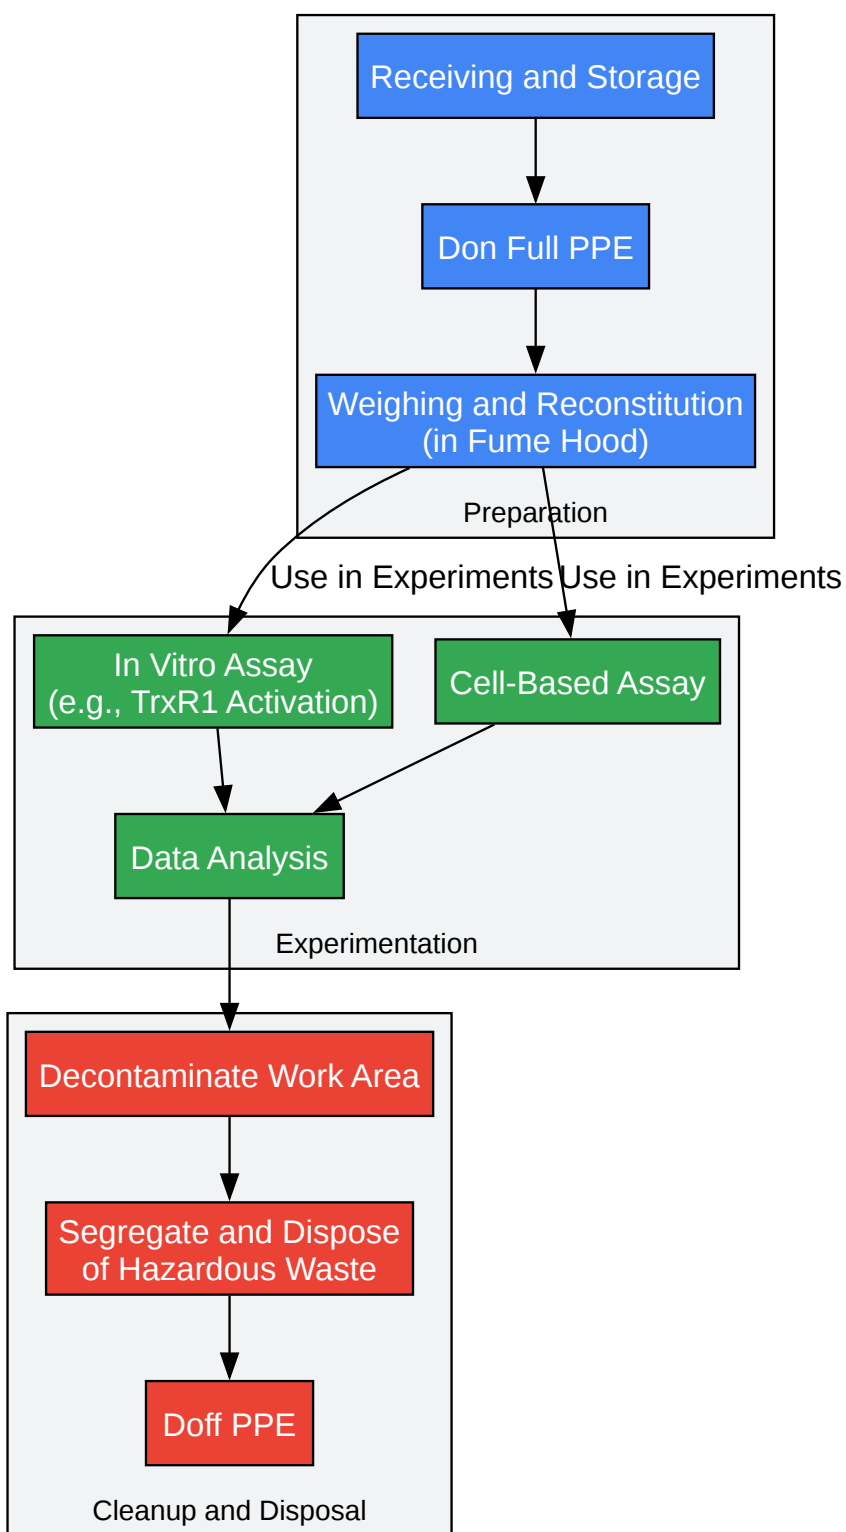 Receiving and Storage
Don Full PPE
Weighing and Reconstitution
(in Fume Hood)
Preparation
Use in Experiments
Use in Experiments
In Vitro Assay
(e.g., TrxR1 Activation)
Cell-Based Assay
Data Analysis
Experimentation
Decontaminate Work Area
Segregate and Dispose
of Hazardous Waste
Doff PPE
Cleanup and Disposal